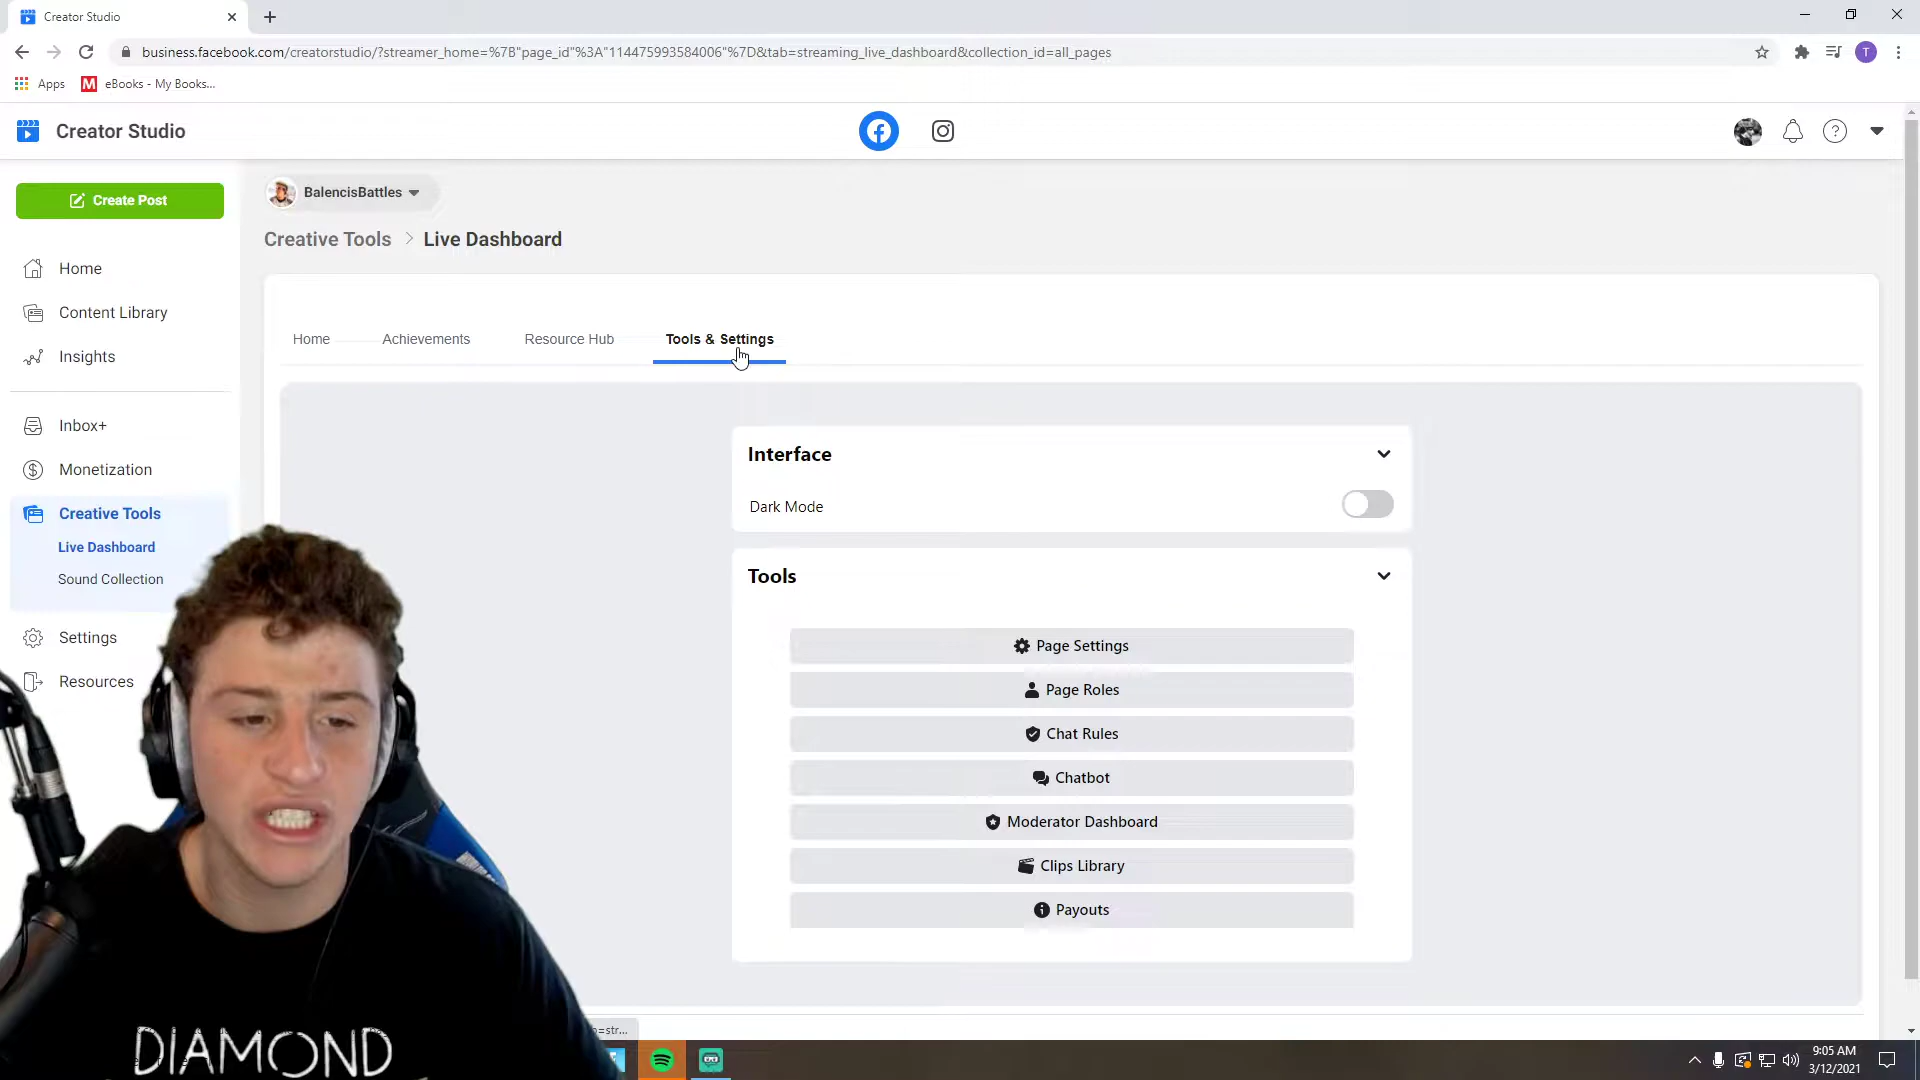 Creator Studio
business.facebook.com/creatorstudio/?streamer_home=%7B"page_id"%3A"114475993584006"%7D&tab=streaming_live_dashboard&collection_id=all_pages
T
Apps
M eBooks - My Books...
Creator Studio
Create Post
BalencisBattles
Creative Tools > Live Dashboard
Home
Content Library
Insights
Inbox+
Monetization
Creative Tools
Live Dashboard
Sound Collection
Settings
Resources
Home
Achievements
Resource Hub
Tools & Settings
Interface
Dark Mode
Tools
Page Settings
Page Roles
Chat Rules
Chatbot
Moderator Dashboard
Clips Library
Payouts
=str...
DIAMOND
9:05 AM
3/12/2021